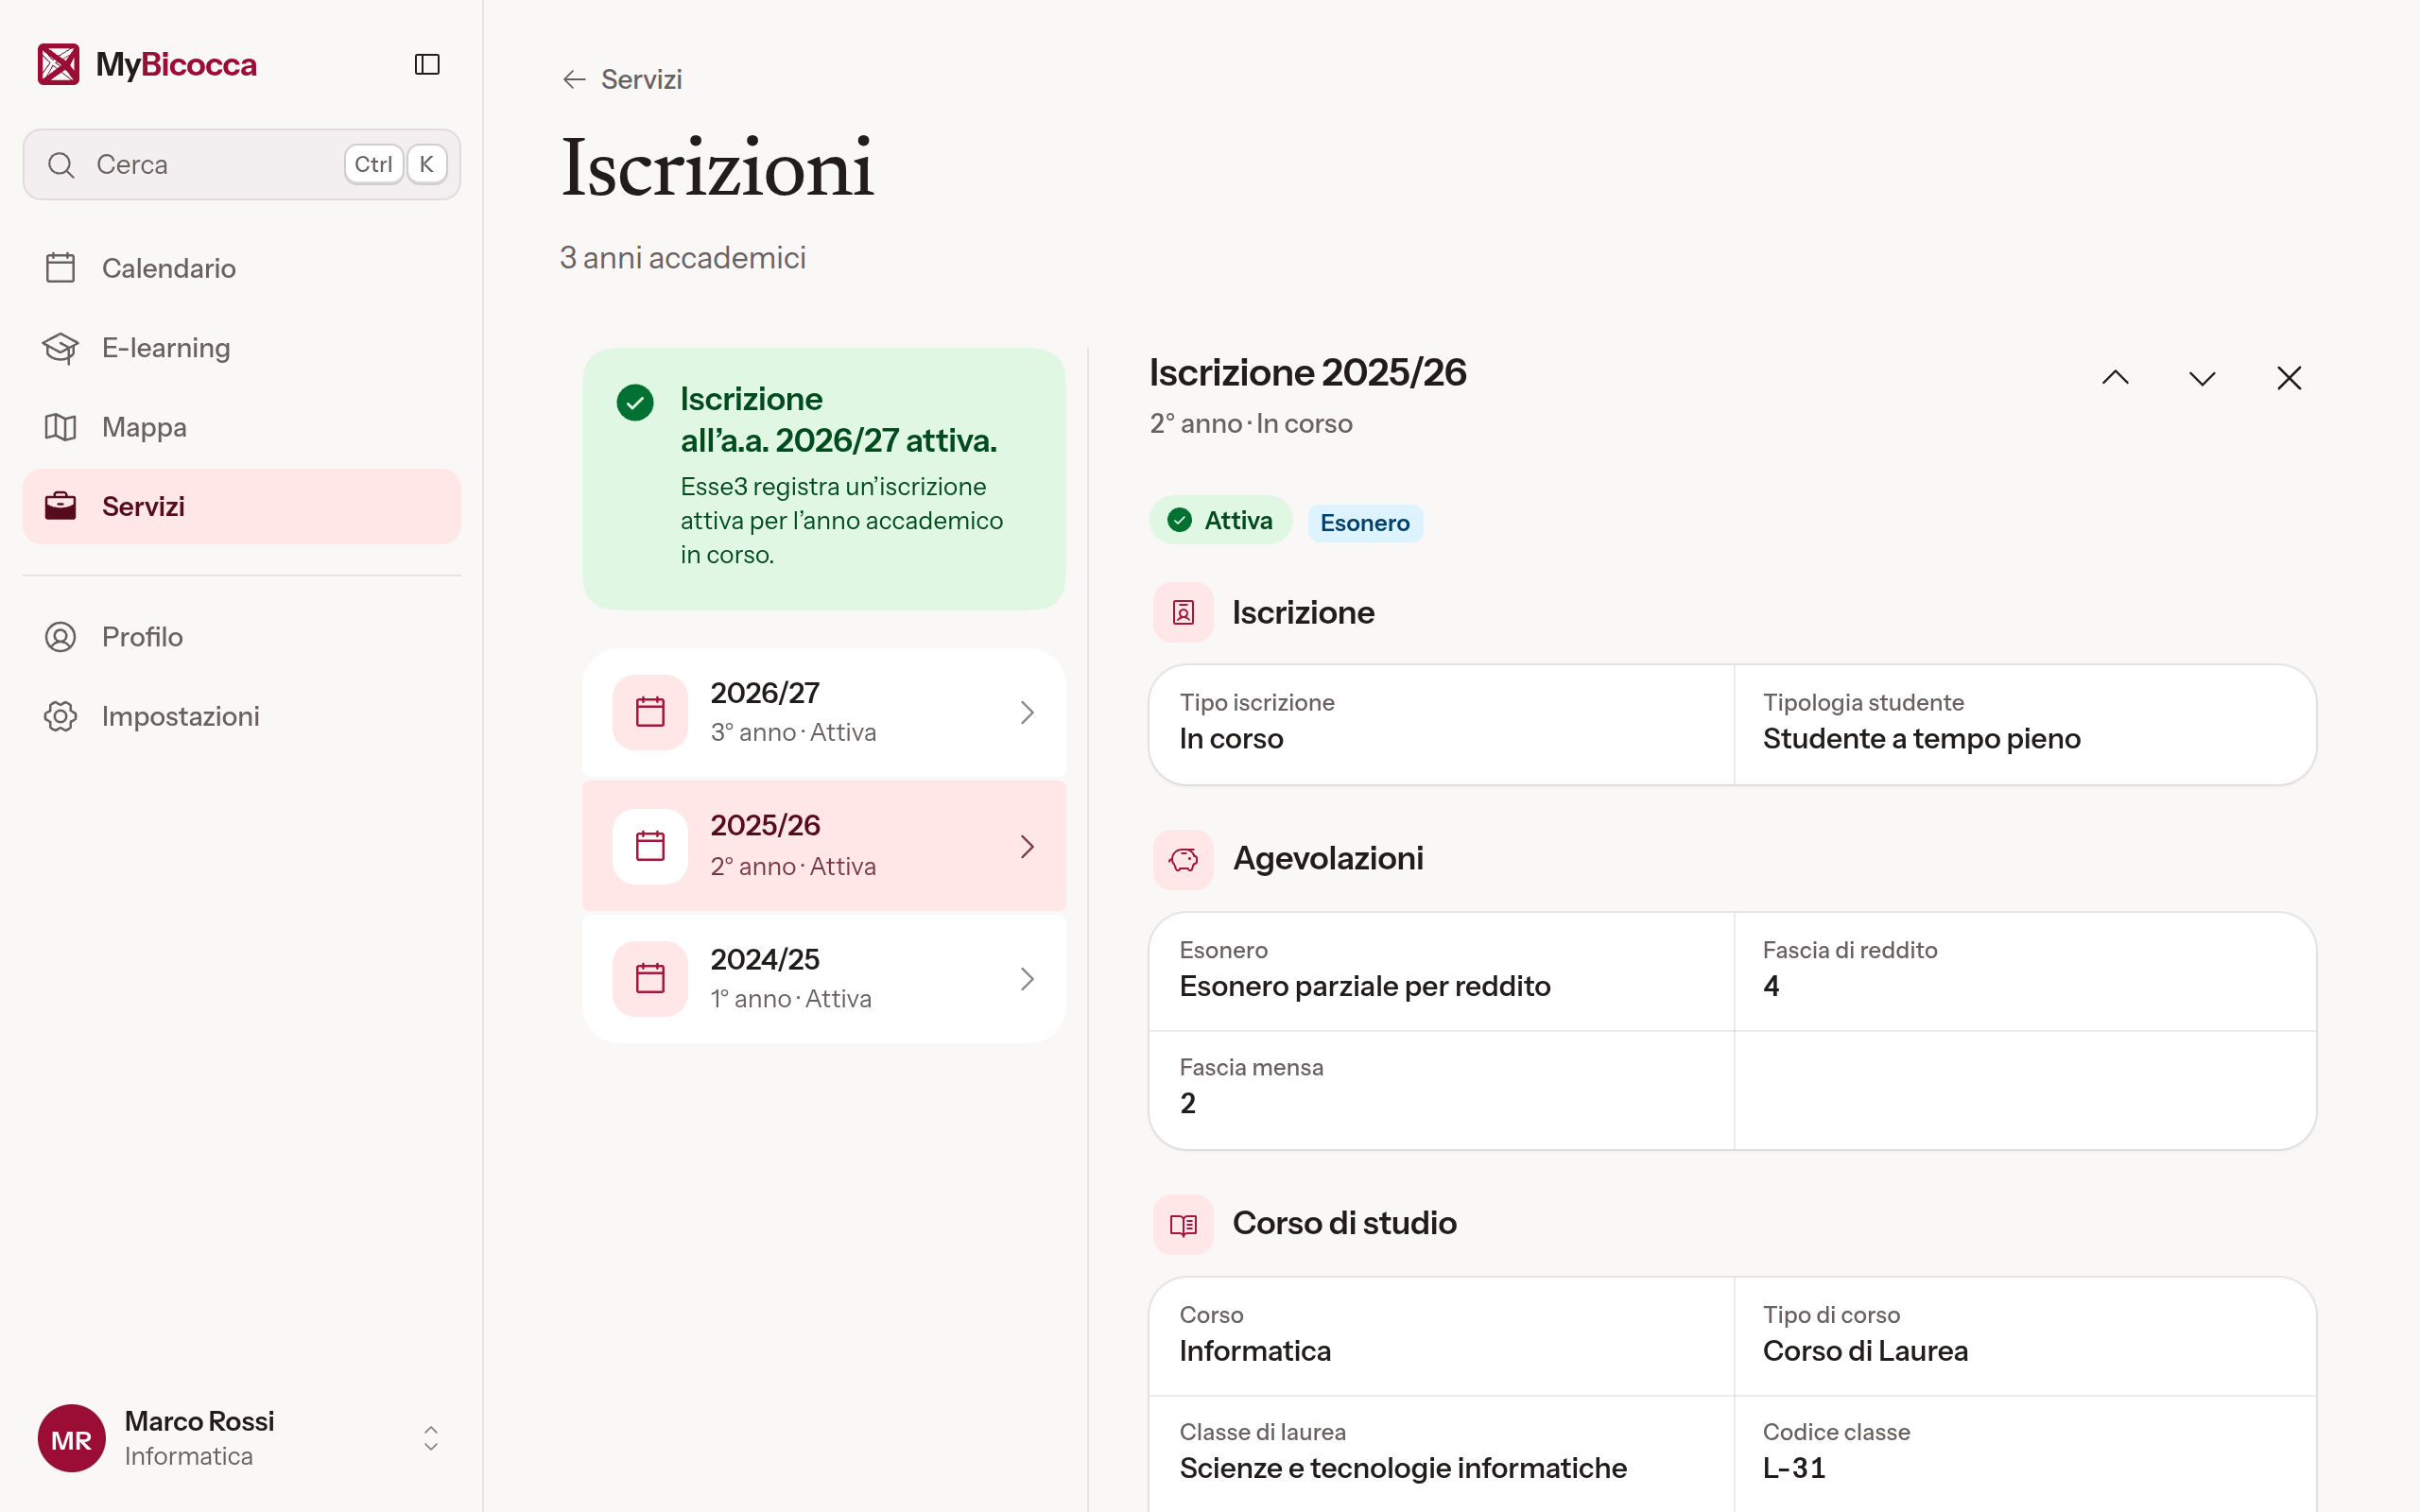 MyBicocca
Cerca
Ctrl K
Calendario
E-learning
Mappa
Servizi
Profilo
Impostazioni
MR
Marco Rossi
Informatica
Servizi
Iscrizioni
3 anni accademici
Iscrizione
all’a.a. 2026/27 attiva.
Esse3 registra un’iscrizione
attiva per l’anno accademico
in corso.
2026/27
3° anno · Attiva
2025/26
2° anno · Attiva
2024/25
1° anno · Attiva
Iscrizione 2025/26
2° anno · In corso
Attiva
Esonero
Iscrizione
Tipo iscrizione
In corso
Tipologia studente
Studente a tempo pieno
Agevolazioni
Esonero
Esonero parziale per reddito
Fascia di reddito
4
Fascia mensa
2
Corso di studio
Corso
Informatica
Tipo di corso
Corso di Laurea
Classe di laurea
Scienze e tecnologie informatiche
Codice classe
L-31